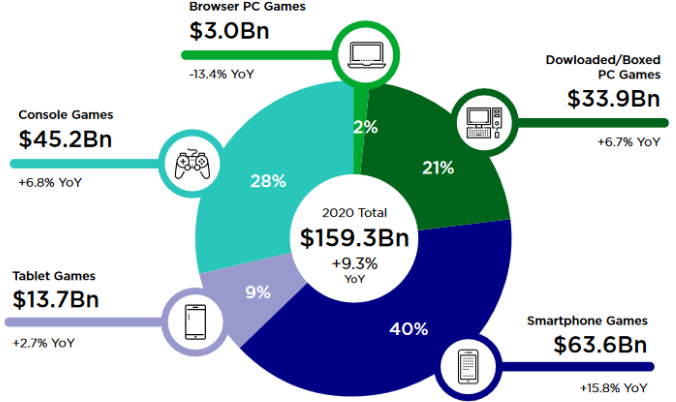 Browser PC Games
$3.0Bn
-13.4% YoY
Dowloaded/Boxed
PC Games
$33.9Bn
+6.7% YoY
Console Games
$45.2Bn
+6.8% YoY
2%
21%
28%
2020 Total
$159.3Bn
+9.3%
YoY
Tablet Games
$13.7Bn
+2.7% YoY
9%
40%
Smartphone Games
$63.6Bn
+15.8% YoY